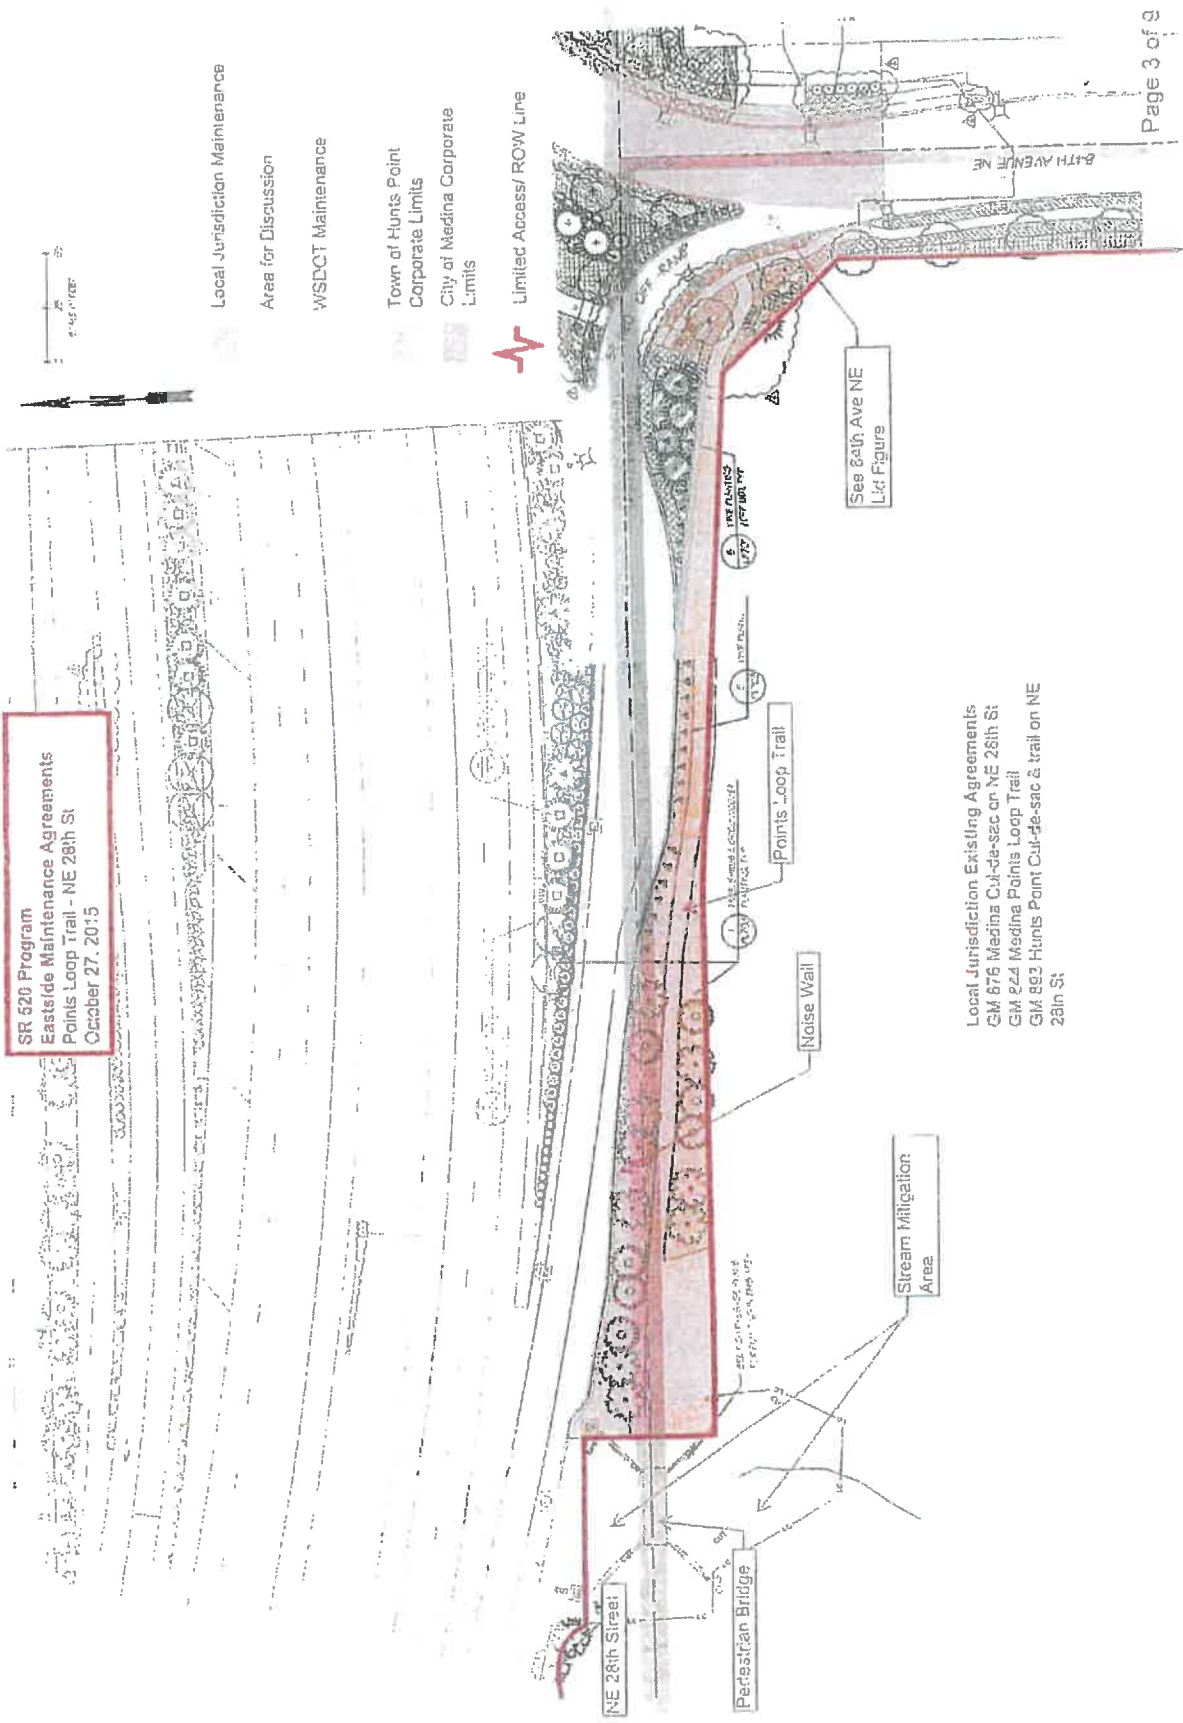 SR 520 Program
Eastside Maintenance Agreements
Points Loop Trail - NE 28th St
October 27, 2015
Local Jurisdiction Maintenance
Area for Discussion
WSDOT Maintenance
Town of Hunts Point
Corporate Limits
City of Medina Corporate
Limits
Limited Access/ ROW Line
OFF RAMP
84TH AVENUE NE
See 84th Ave NE
Lid Figure
Points Loop Trail
Noise Wall
Stream Mitigation
Area
NE 28th Street
Pedestrian Bridge
Local Jurisdiction Existing Agreements
GM 876 Medina Cul-de-sac on NE 28th St
GM 244 Medina Points Loop Trail
GM 893 Hunts Point Cul-de-sac & trail on NE
28th St
Page 3 of 9